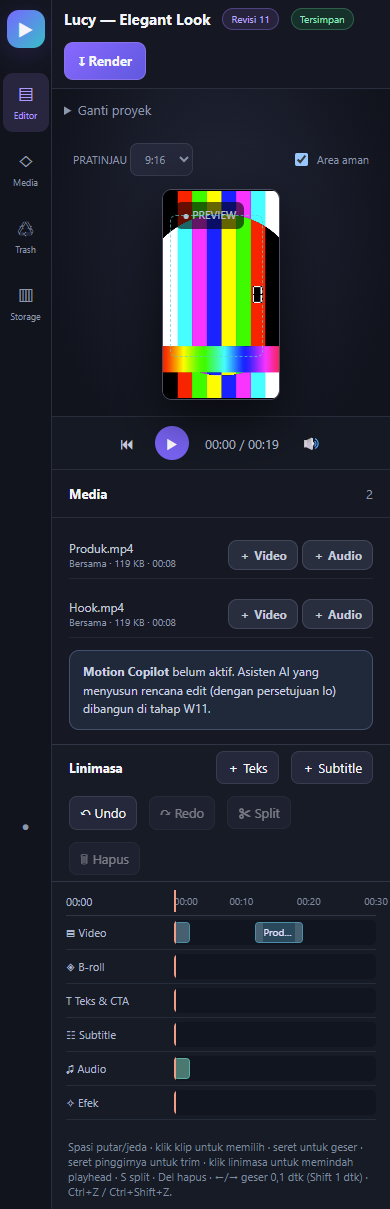 Lucy — Elegant Look
Revisi 11
Tersimpan
Render
Editor
Ganti proyek
PRATINJAU
9:16
Area aman
Media
PREVIEW
Trash
Storage
00:00 / 00:19
Media
2
Produk.mp4
Bersama · 119 KB · 00:08
+ Video
+ Audio
Hook.mp4
Bersama · 119 KB · 00:08
+ Video
+ Audio
Motion Copilot belum aktif. Asisten AI yang
menyusun rencana edit (dengan persetujuan lo)
dibangun di tahap W11.
Linimasa
+ Teks
+ Subtitle
Undo
Redo
Split
Hapus
00:00
00:00
00:10
00:20
00:30
Video
Prod...
B-roll
T Teks & CTA
Subtitle
Audio
Efek
Spasi putar/jeda · klik klip untuk memilih · seret untuk geser ·
seret pinggirnya untuk trim · klik linimasa untuk memindah
playhead · S split · Del hapus · ←/→ geser 0,1 dtk (Shift 1 dtk) ·
Ctrl+Z / Ctrl+Shift+Z.